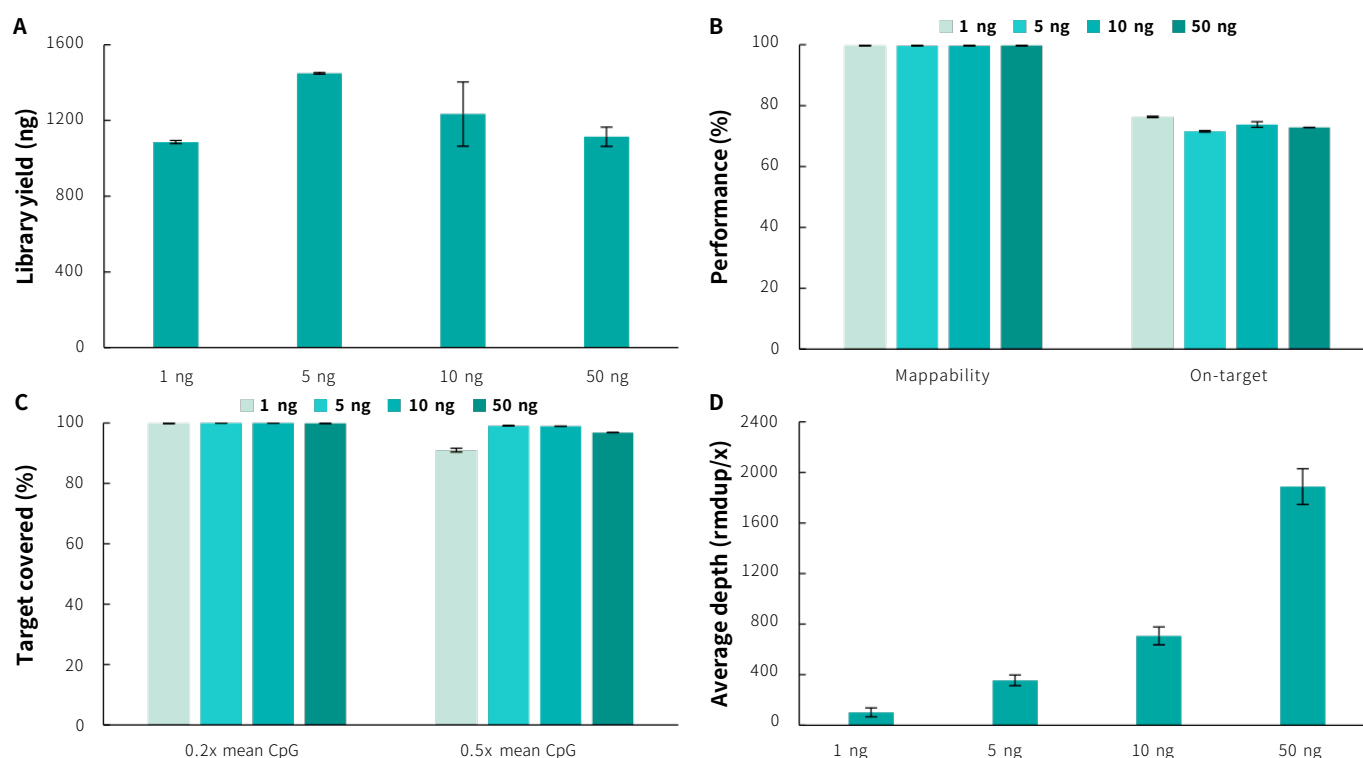 A
Library yield (ng)
1600
1200
800
400
0
1 ng 5 ng 10 ng 50 ng
B
1 ng 5 ng 10 ng 50 ng
Performance (%)
100
80
60
40
20
0
Mappability On-target
C
1 ng 5 ng 10 ng 50 ng
Target covered (%)
100
80
60
40
20
0
0.2x mean CpG 0.5x mean CpG
D
Average depth (rmdup/x)
2400
2000
1600
1200
800
400
0
1 ng 5 ng 10 ng 50 ng